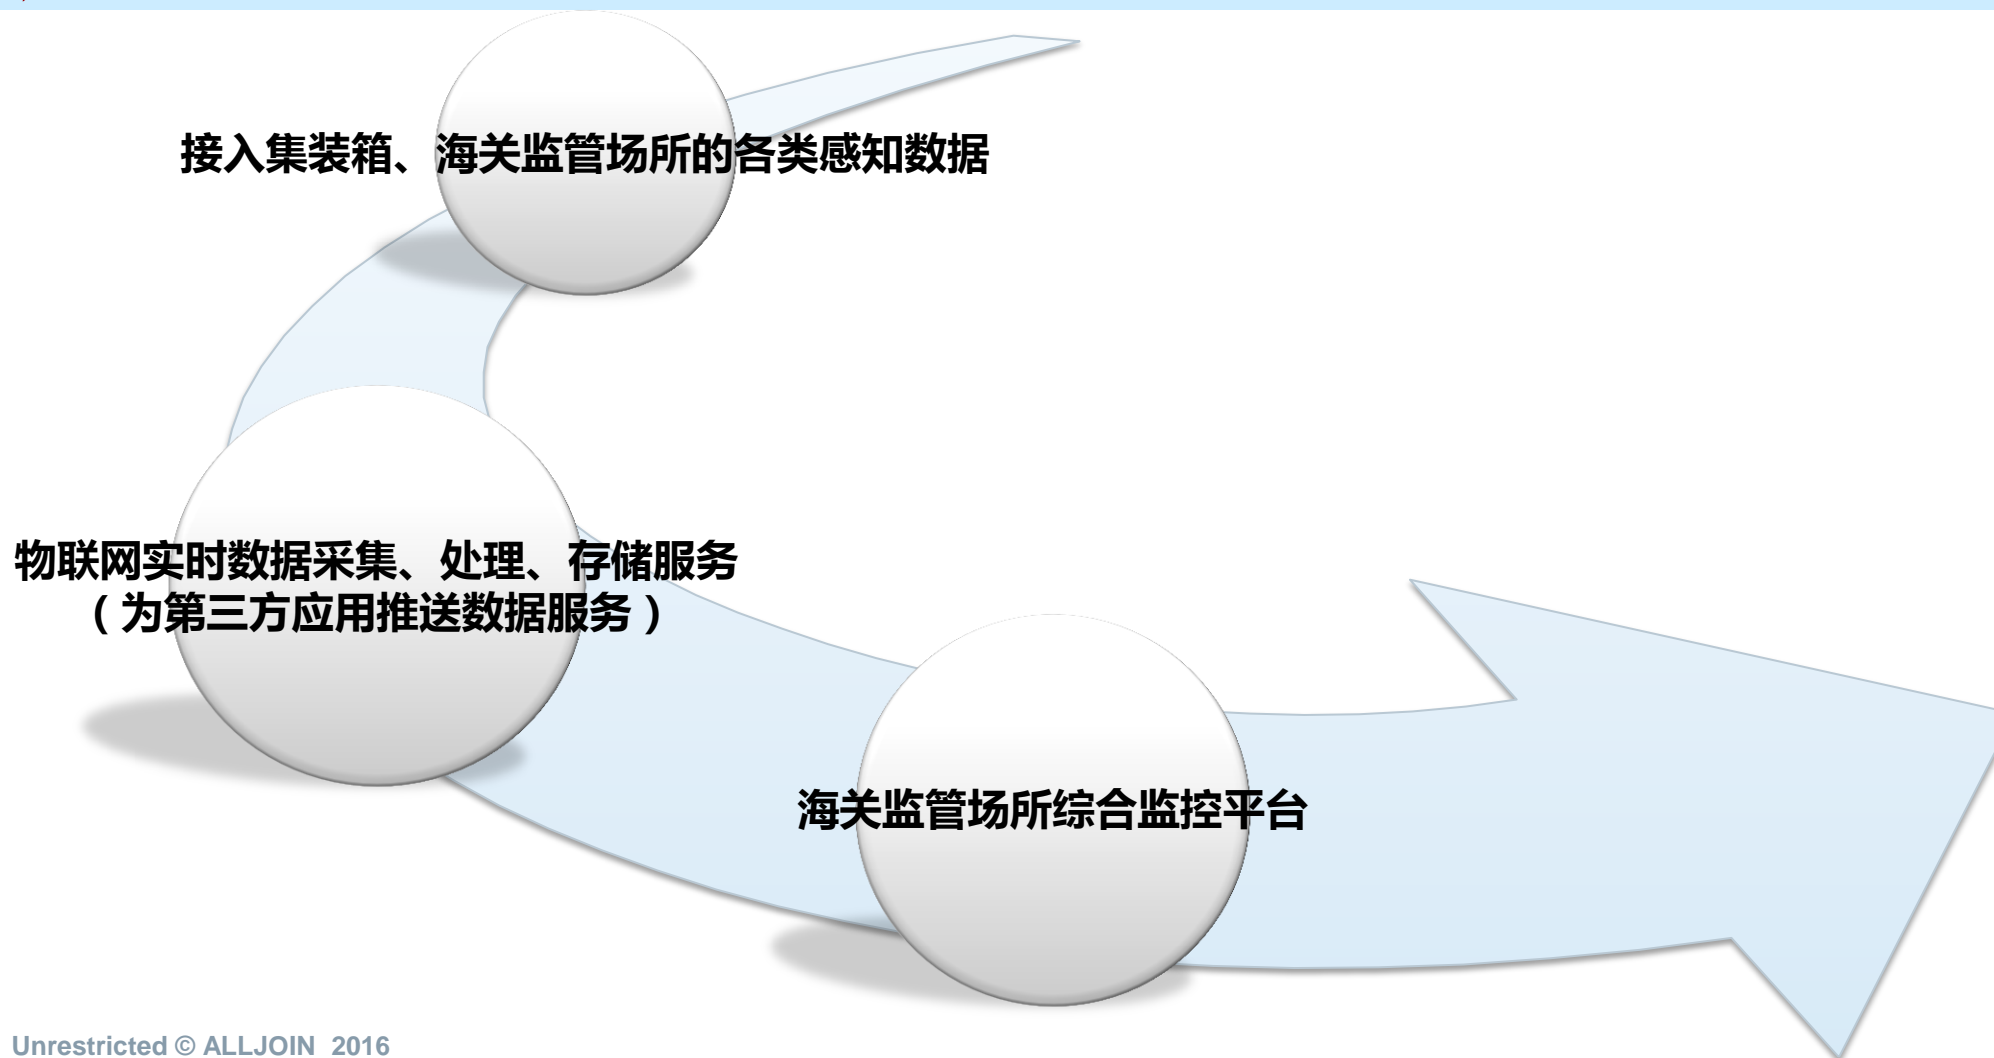 接入集装箱、海关监管场所的各类感知数据
物联网实时数据采集、处理、存储服务
（为第三方应用推送数据服务）
海关监管场所综合监控平台
Unrestricted © ALLJOIN 2016